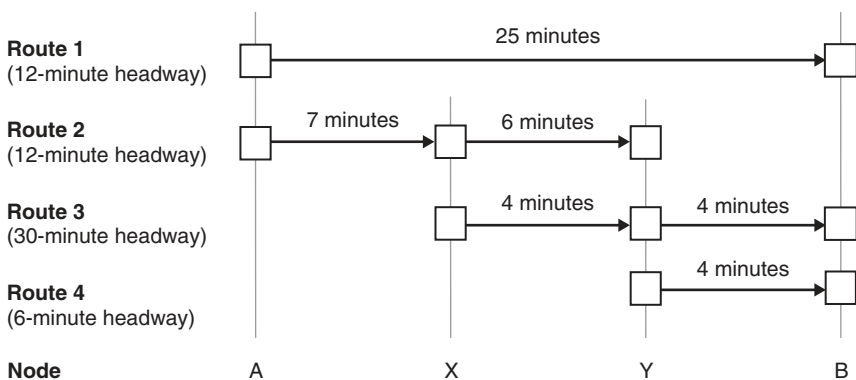 25 minutes
Route 1
(12-minute headway)
7 minutes
6 minutes
Route 2
(12-minute headway)
4 minutes
4 minutes
Route 3
(30-minute headway)
4 minutes
Route 4
(6-minute headway)
Node
A
X
Y
B